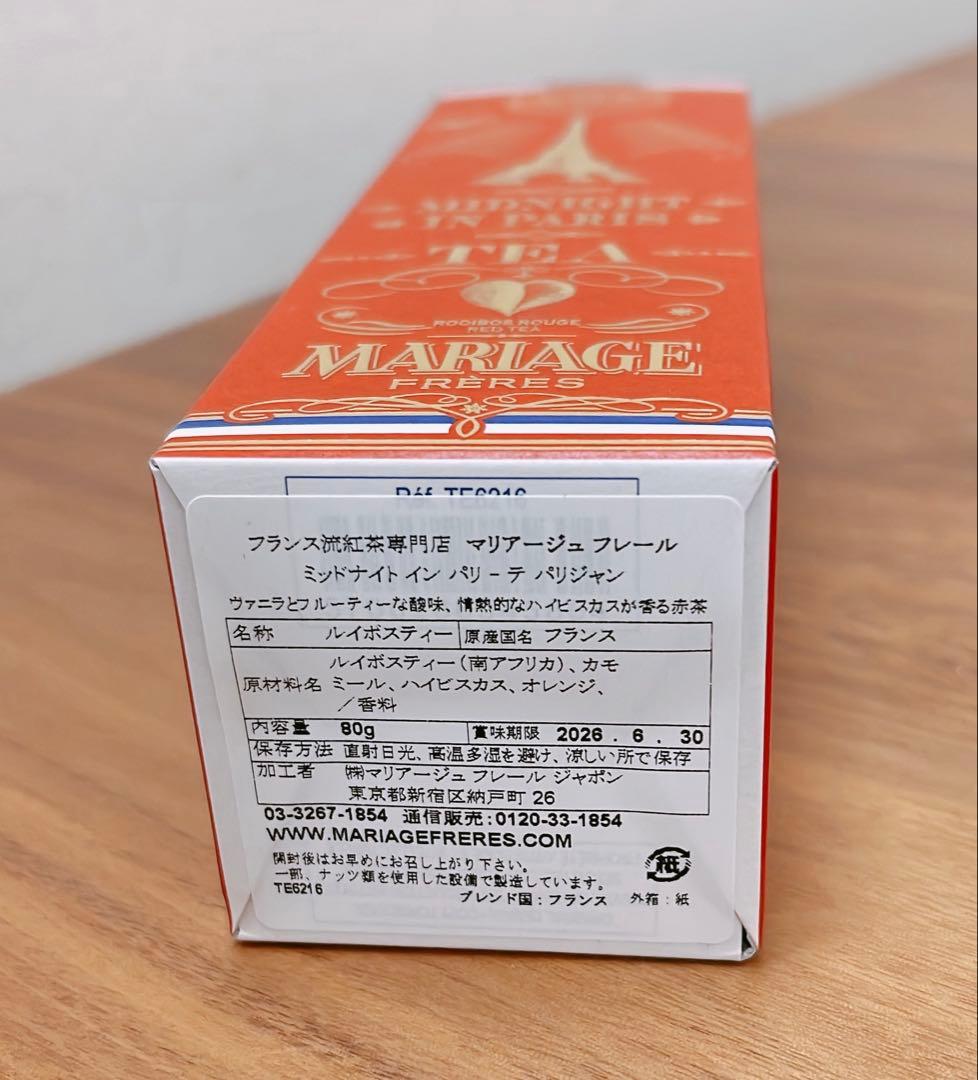 MIDNIGHT
IN PARIS
TEA
ROOIBOS ROUGE
RED TEA
MARIAGE
FRÈRES
Réf. TE6216
フランス流紅茶専門店 マリアージュ フレール
ミッドナイト イン パリ － テ パリジャン
ヴァニラとフルーティーな酸味、情熱的なハイビスカスが香る赤茶
名称 ルイボスティー 原産国名 フランス
ルイボスティー（南アフリカ）、カモ
原材料名 ミール、ハイビスカス、オレンジ、
／香料
内容量 80g 賞味期限 2026 . 6 . 30
保存方法 直射日光、高温多湿を避け、涼しい所で保存
加工者 ㈱マリアージュ フレール ジャポン
東京都新宿区納戸町 26
03-3267-1854 通信販売:0120-33-1854
WWW.MARIAGEFRERES.COM
開封後はお早めにお召し上がり下さい。
一部、ナッツ類を使用した設備で製造しています。
紙
TE6216
ブレンド国：フランス 外箱：紙